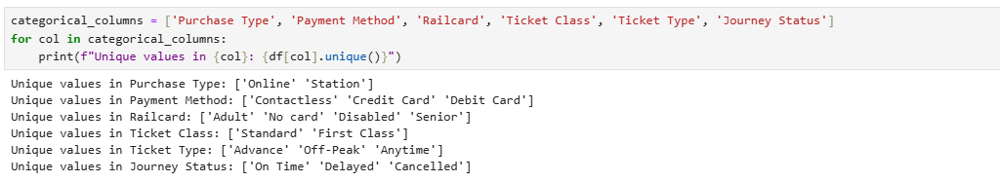 categorical_columns = ['Purchase Type', 'Payment Method', 'Railcard', 'Ticket Class', 'Ticket Type', 'Journey Status']
for col in categorical_columns:
    print(f"Unique values in {col}: {df[col].unique()}")
Unique values in Purchase Type: ['Online' 'Station']
Unique values in Payment Method: ['Contactless' 'Credit Card' 'Debit Card']
Unique values in Railcard: ['Adult' 'No card' 'Disabled' 'Senior']
Unique values in Ticket Class: ['Standard' 'First Class']
Unique values in Ticket Type: ['Advance' 'Off-Peak' 'Anytime']
Unique values in Journey Status: ['On Time' 'Delayed' 'Cancelled']